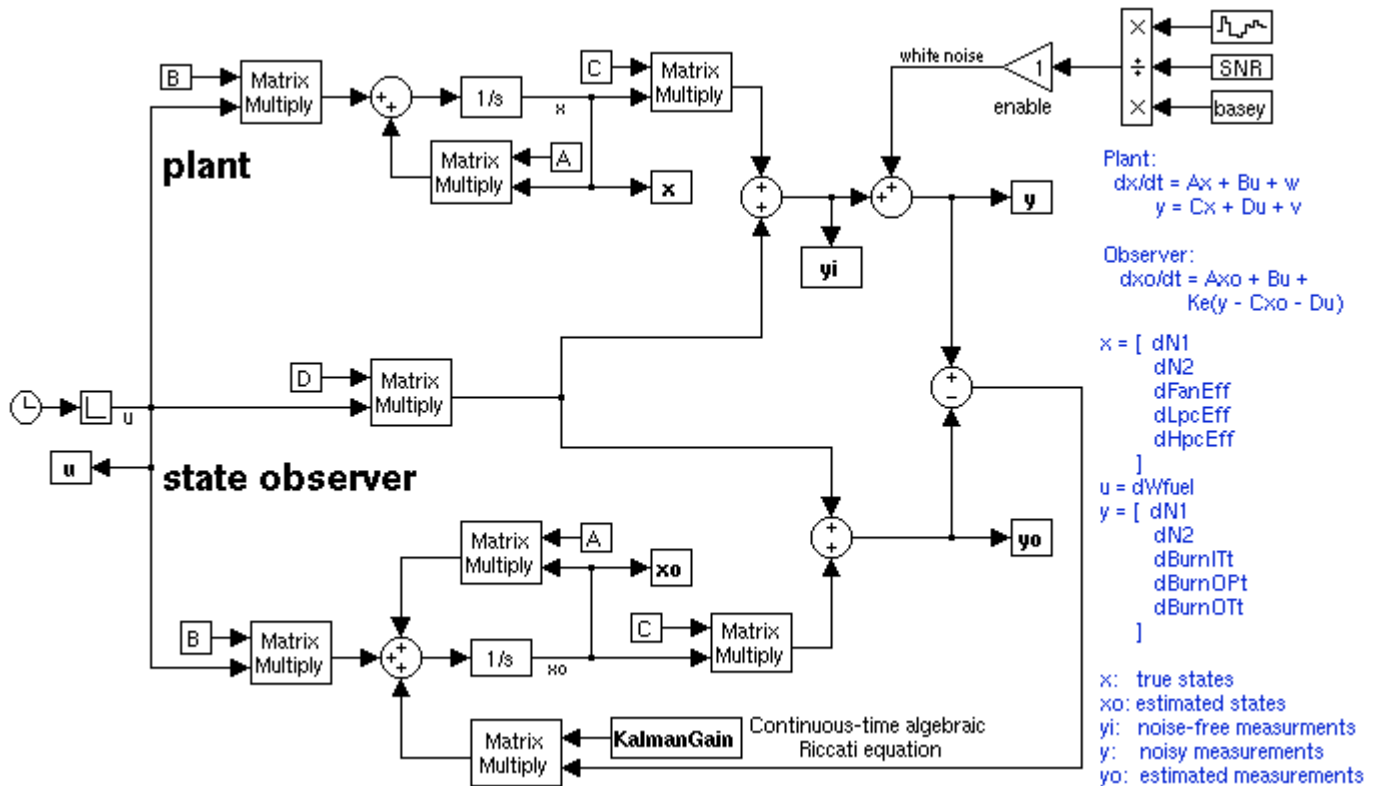 B
Matrix
Multiply
+
+
1/s
x
C
Matrix
Multiply
white noise
1
enable
×
÷
×
SNR
basey
plant
Matrix
Multiply
A
x
+
+
+
+
y
yi
Plant:
dx/dt = Ax + Bu + w
y = Cx + Du + v
Observer:
dxo/dt = Axo + Bu +
Ke(y - Cxo - Du)
D
Matrix
Multiply
u
u
+
−
x = [ dN1
dN2
dFanEff
dLpcEff
dHpcEff
]
u = dWfuel
y = [ dN1
dN2
dBurnITt
dBurnOPt
dBurnOTt
]
state observer
Matrix
Multiply
A
xo
+
+
yo
B
Matrix
Multiply
+
+
+
1/s
xo
C
Matrix
Multiply
Matrix
Multiply
KalmanGain
Continuous-time algebraic
Riccati equation
x: true states
xo: estimated states
yi: noise-free measurments
y: noisy measurements
yo: estimated measurements